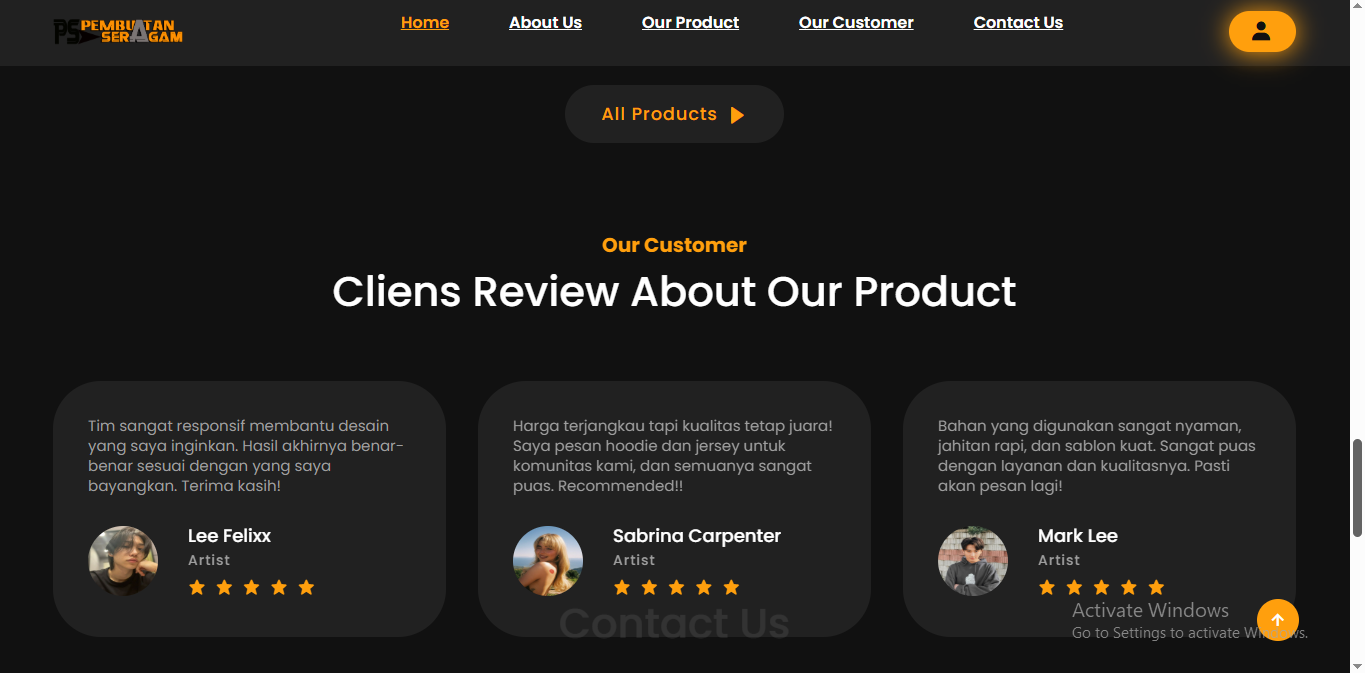 PS PEMBUATAN
SERAGAM
Home
About Us
Our Product
Our Customer
Contact Us
All Products
Our Customer
Cliens Review About Our Product
Tim sangat responsif membantu desain
yang saya inginkan. Hasil akhirnya benar-
benar sesuai dengan yang saya
bayangkan. Terima kasih!
Lee Felixx
Artist
Harga terjangkau tapi kualitas tetap juara!
Saya pesan hoodie dan jersey untuk
komunitas kami, dan semuanya sangat
puas. Recommended!!
Sabrina Carpenter
Artist
Bahan yang digunakan sangat nyaman,
jahitan rapi, dan sablon kuat. Sangat puas
dengan layanan dan kualitasnya. Pasti
akan pesan lagi!
Mark Lee
Artist
Contact Us
Activate Windows
Go to Settings to activate Windows.